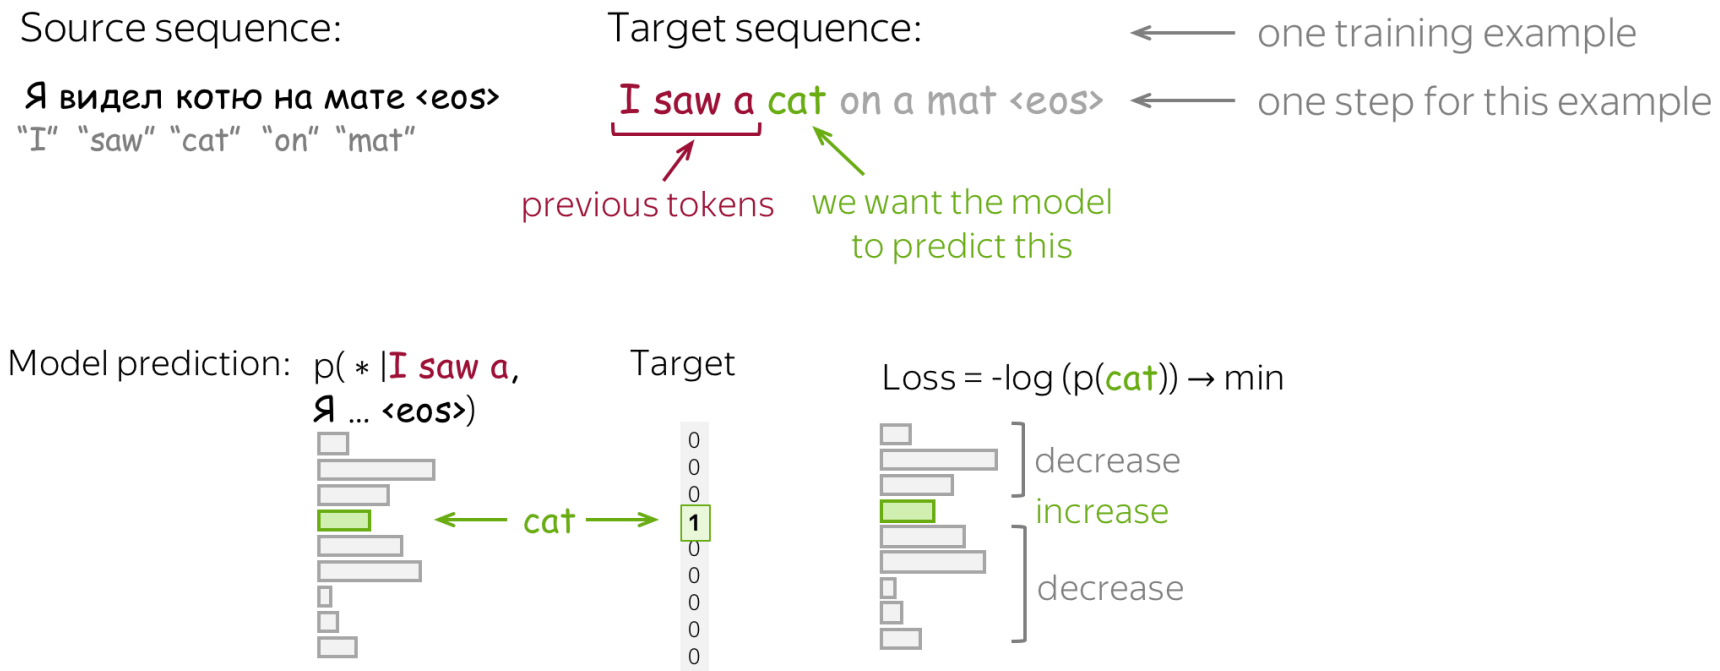 Source sequence:
Target sequence:
one training example
Я видел котю на мате <eos>
I saw a cat on a mat <eos>
one step for this example
“I” “saw” “cat” “on” “mat”
previous tokens
we want the model
to predict this
Model prediction:
p( * |I saw a,
Я ... <eos>)
Target
Loss = -log (p(cat)) → min
0
0
0
1
0
0
0
0
0
cat
decrease
increase
decrease